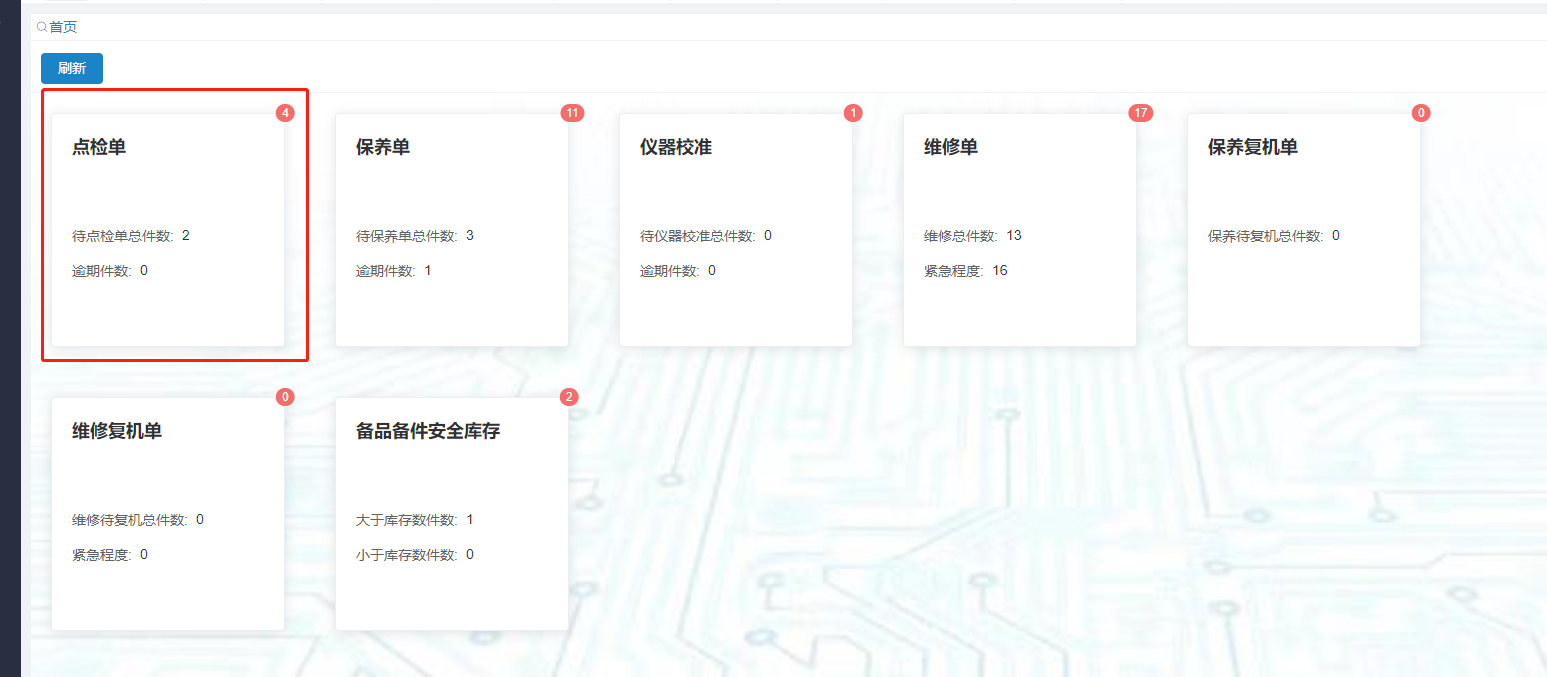 首页
刷新
4
点检单
待点检单总件数: 2
逾期件数: 0
11
保养单
待保养单总件数: 3
逾期件数: 1
1
仪器校准
待仪器校准总件数: 0
逾期件数: 0
17
维修单
维修总件数: 13
紧急程度: 16
0
保养复机单
保养待复机总件数: 0
0
维修复机单
维修待复机总件数: 0
紧急程度: 0
2
备品备件安全库存
大于库存数件数: 1
小于库存数件数: 0